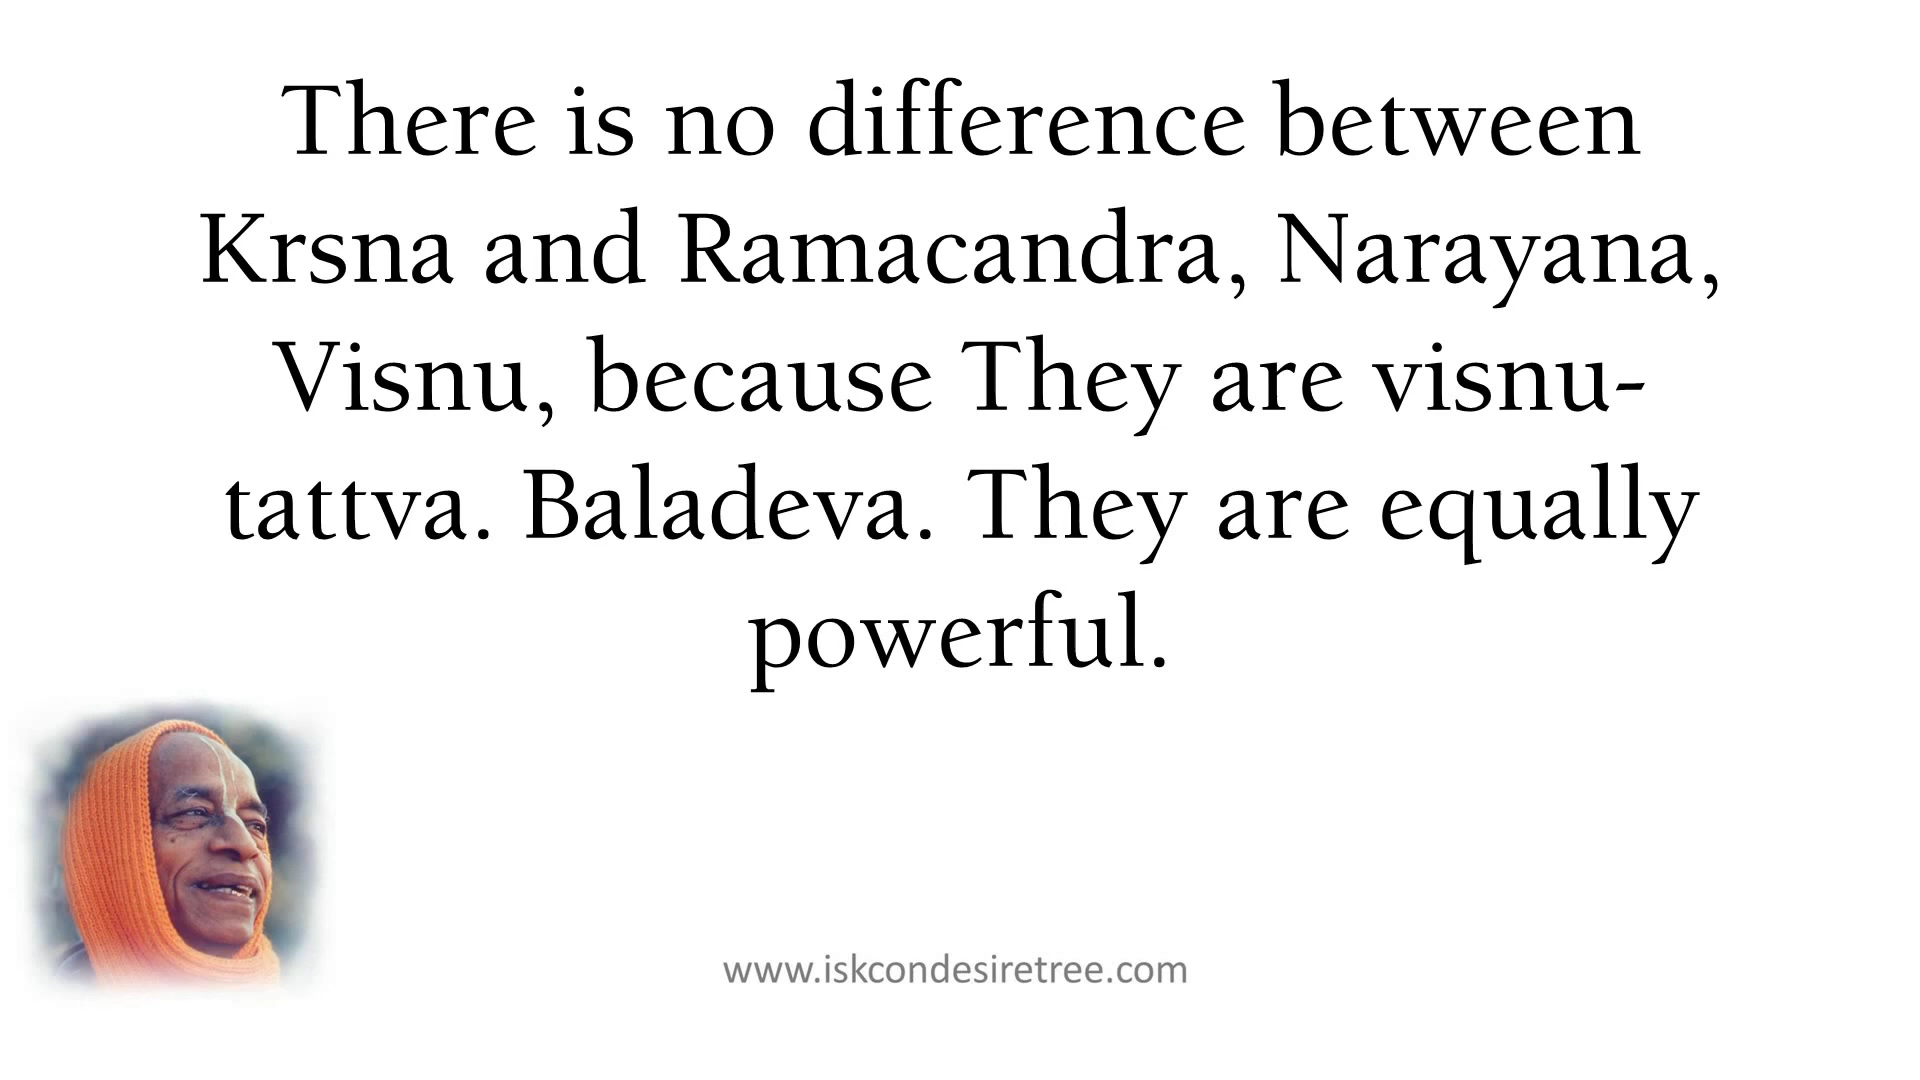 There is no difference between
Krsna and Ramacandra, Narayana,
Visnu, because They are visnu-
tattva. Baladeva. They are equally
powerful.
www.iskcondesiretree.com